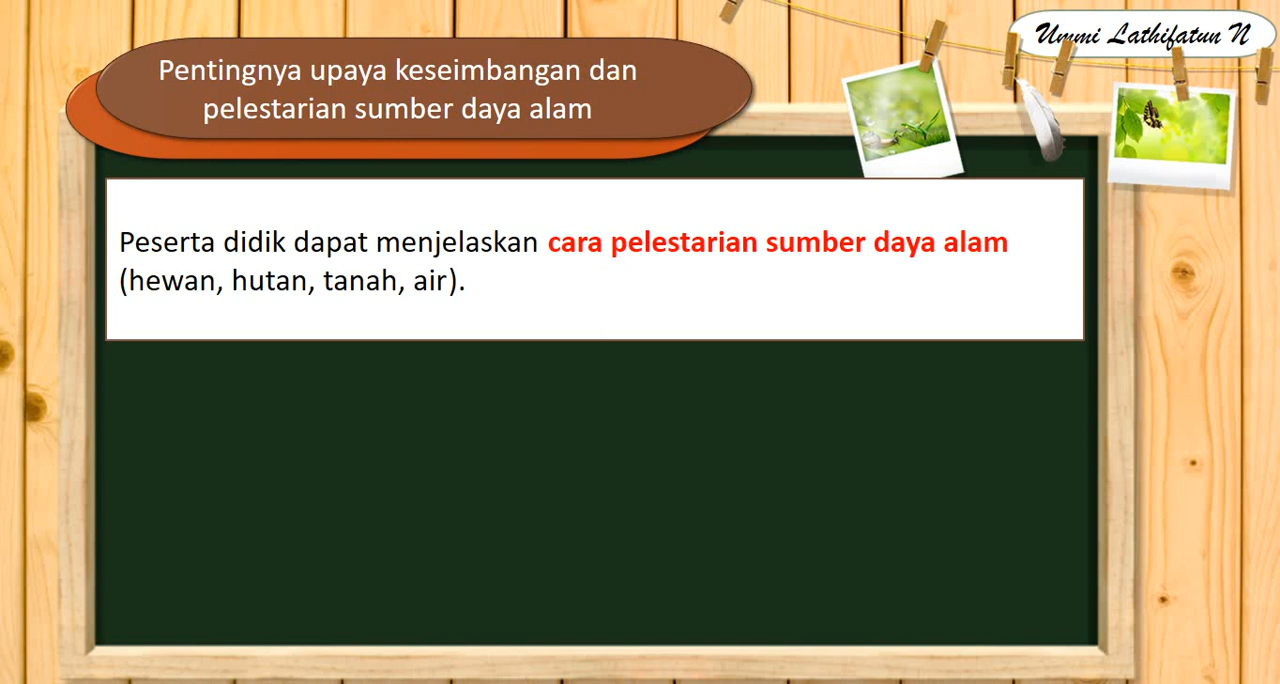 Ummi Lathifatun N
Pentingnya upaya keseimbangan dan
pelestarian sumber daya alam
Peserta didik dapat menjelaskan cara pelestarian sumber daya alam
(hewan, hutan, tanah, air).